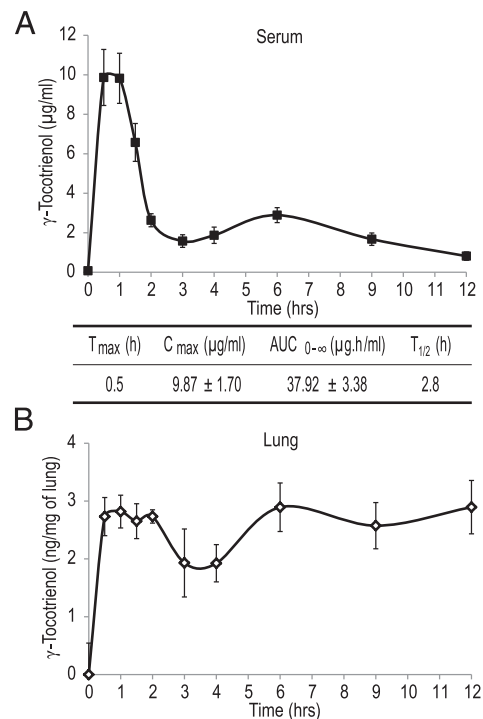 A
Serum
γ-Tocotrienol (µg/ml)
12
10
8
6
4
2
0
0 1 2 3 4 5 6 7 8 9 10 11 12
Time (hrs)
Tmax (h) Cmax (µg/ml) AUC 0-∞ (µg.h/ml) T1/2 (h)
0.5 9.87 ± 1.70 37.92 ± 3.38 2.8
B
Lung
γ-Tocotrienol (ng/mg of lung)
4
3
2
1
0
0 1 2 3 4 5 6 7 8 9 10 11 12
Time (hrs)